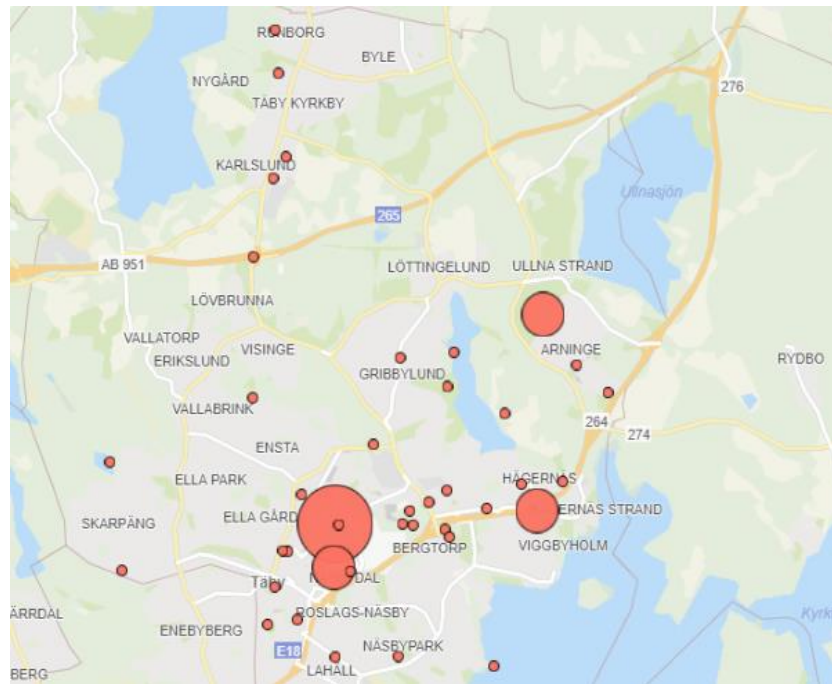 RUNBORG
BYLE
NYGÅRD
276
TÄBY KYRKBY
KARLSLUND
Ullnasjön
265
AB 951
LÖTTINGELUND
ULLNA STRAND
LÖVBRUNNA
VALLATORP
VISINGE
ARNINGE
RYDBO
ERIKSLUND
GRIBBYLUND
VALLABRINK
264
274
ENSTA
ELLA PARK
HÄGERNÄS
ELLA GÅRD
ERNÄS STRAND
SKARPÄNG
BERGTORP
VIGGBYHOLM
Täby
DAL
ÄRRDAL
ROSLAGS-NÄSBY
Kyrk
ENEBYBERG
E18
NÄSBYPARK
LAHÄLL
BERG